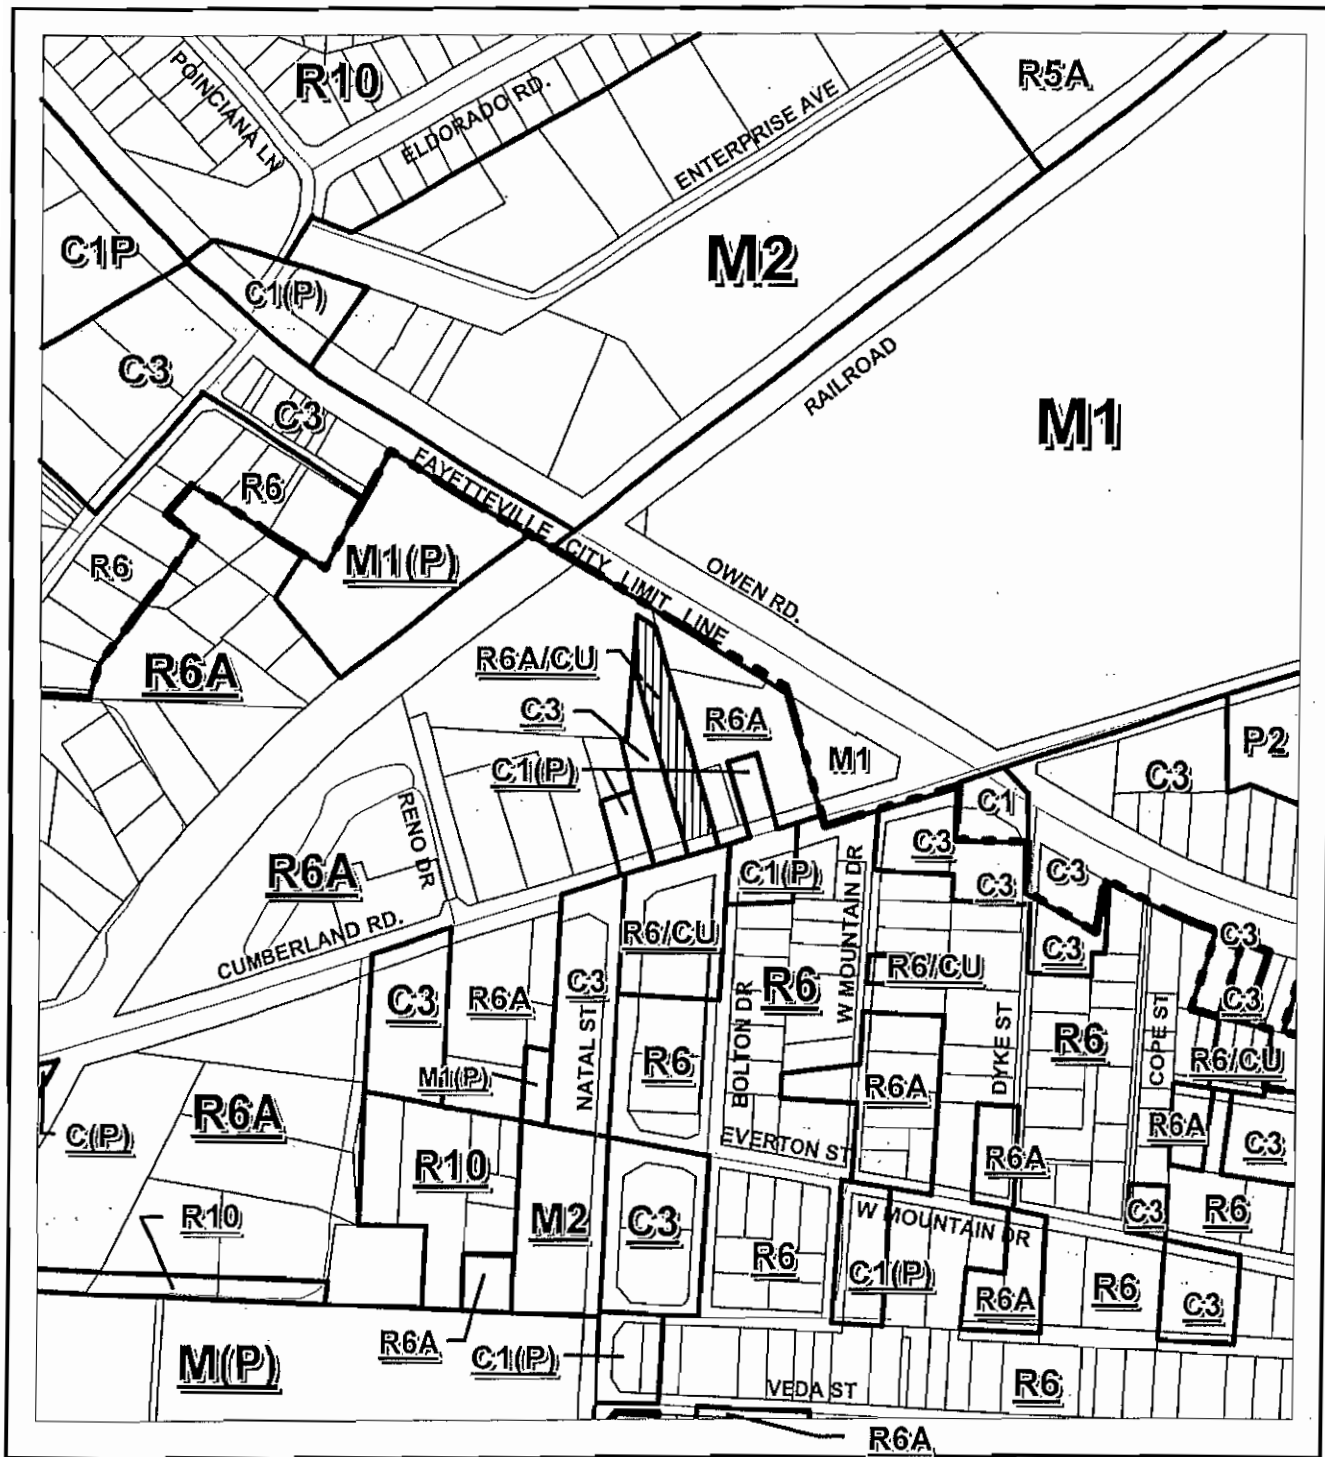 R10
POINCIANA LN
ELDORADO RD.
ENTERPRISE AVE
R5A
C1P
C1(P)
M2
C3
RAILROAD
M1
C3
R6
FAYETTEVILLE CITY LIMIT LINE
M1(P)
R6
OWEN RD.
R6A
R6A/CU
C3
R6A
C1(P)
M1
P2
C3
RENO DR
C1
R6A
C3
C3
C1(P)
C3
W MOUNTAIN DR
CUMBERLAND RD.
R6/CU
C3
C3
R6/CU
C3
R6A
C3
R6
C3
NATAL ST
BOLTON DR
DYKE ST
R6
COPE ST
R6/CU
M1(P)
R6
R6A
R6A
C(P)
R6A
EVERTON ST
R6A
C3
R10
R10
M2
C3
W MOUNTAIN DR
C3
R6
R6
C1(P)
R6A
R6
C3
R6A
C1(P)
M(P)
VEDA ST
R6
R6A